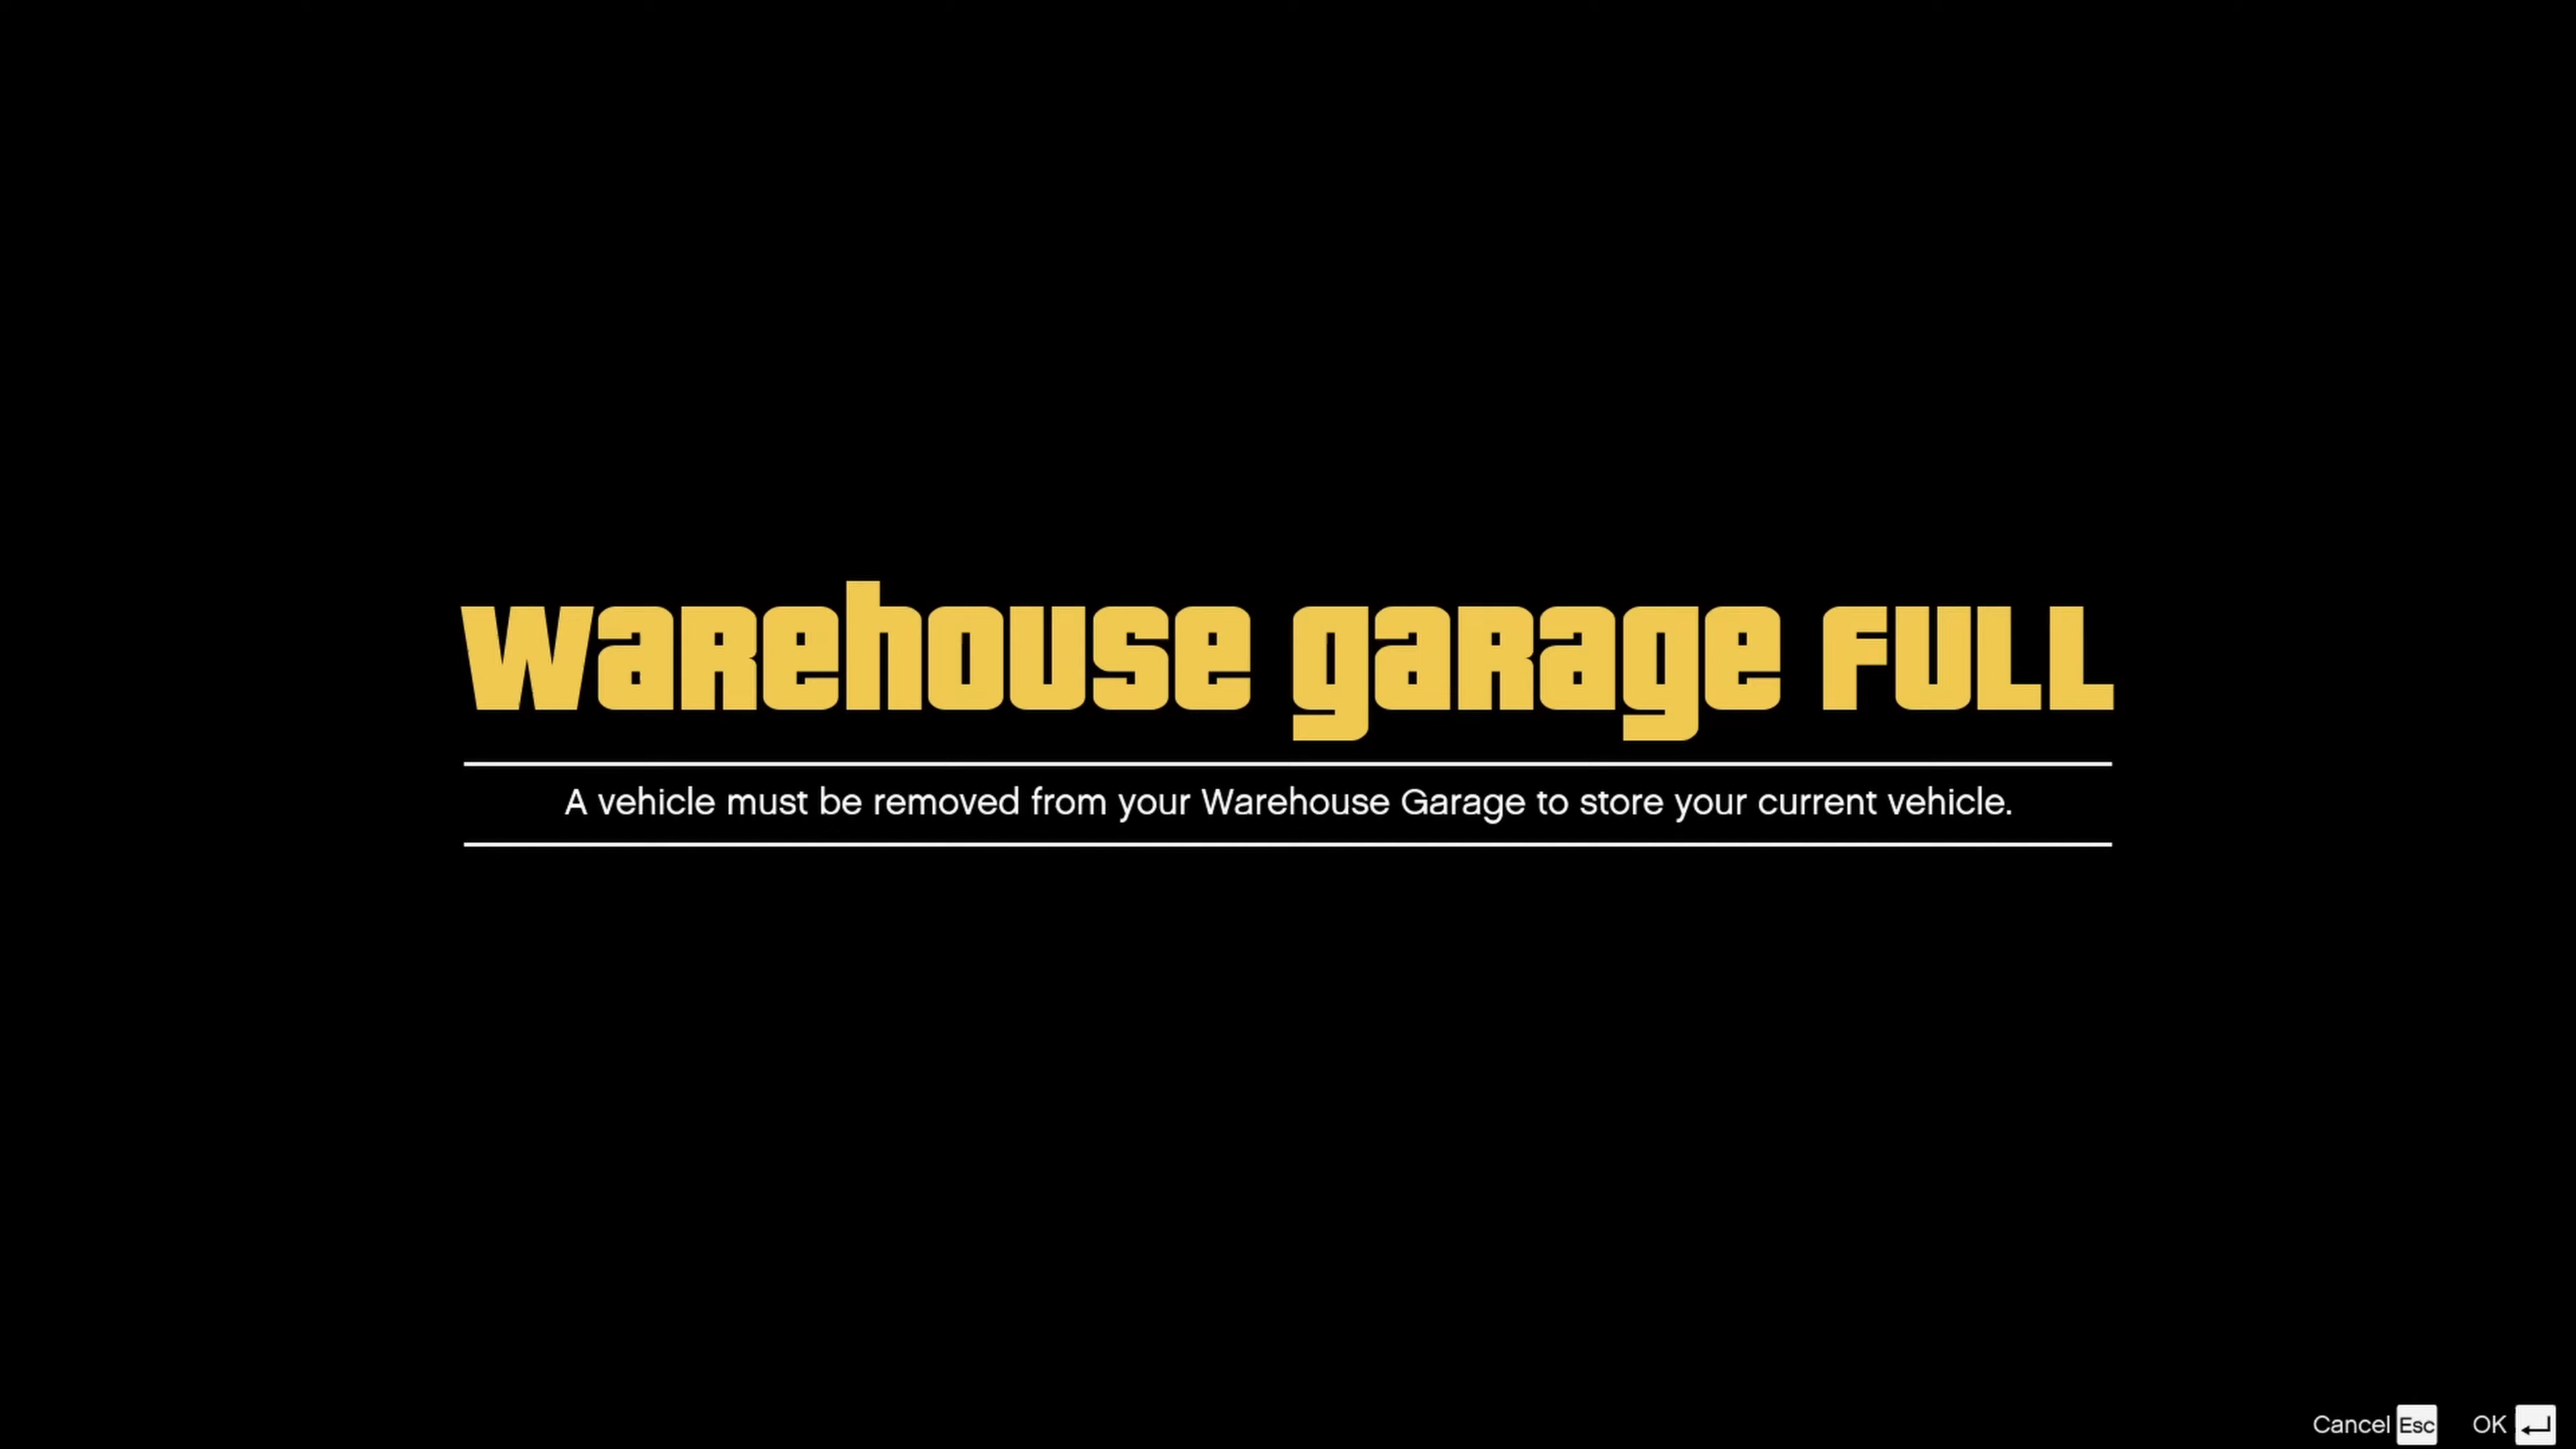 warehouse garage FULL
A vehicle must be removed from your Warehouse Garage to store your current vehicle.
Cancel Esc OK